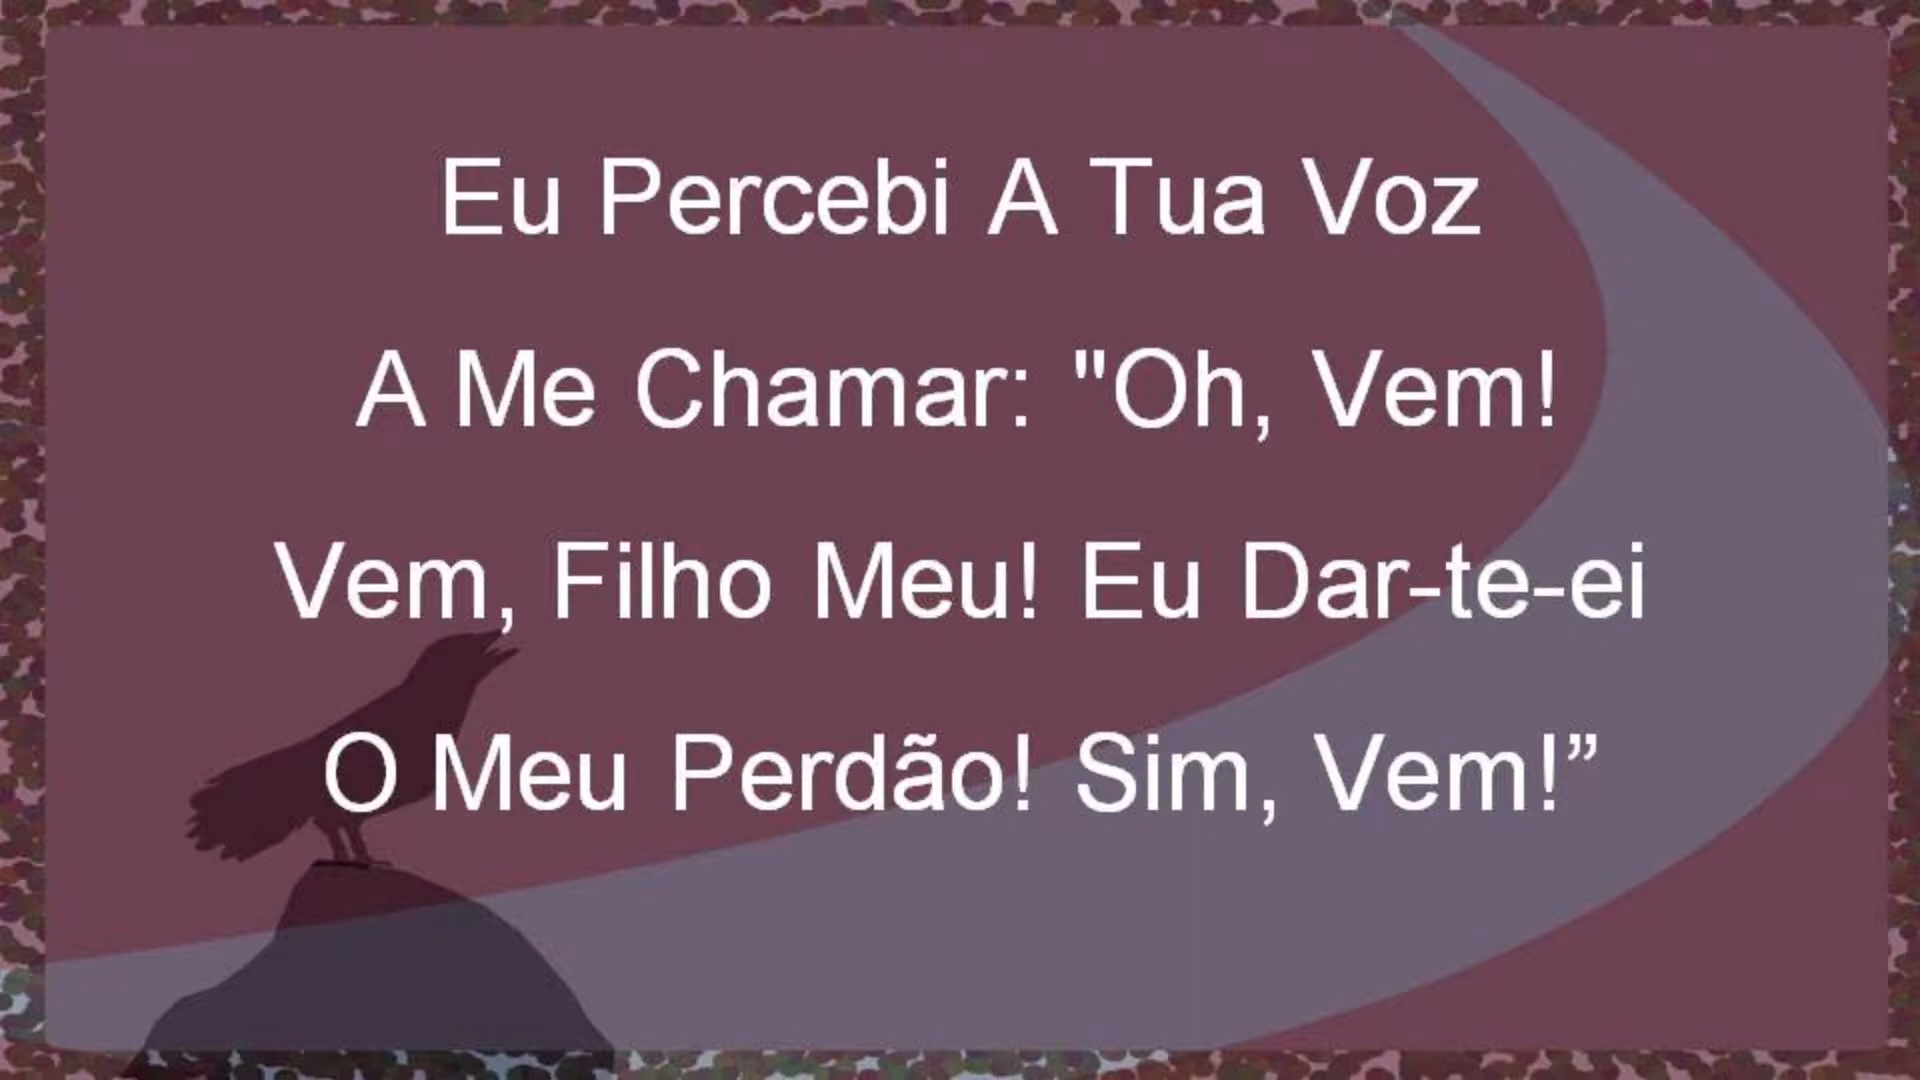 Eu Percebi A Tua Voz
A Me Chamar: "Oh, Vem!
Vem, Filho Meu! Eu Dar-te-ei
O Meu Perdão! Sim, Vem!”